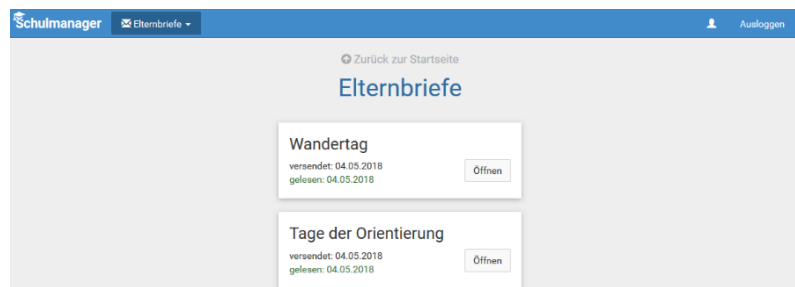 Schulmanager Elternbriefe Ausloggen
Zurück zur Startseite
Elternbriefe
Wandertag
versendet: 04.05.2018
gelesen: 04.05.2018
Öffnen
Tage der Orientierung
versendet: 04.05.2018
gelesen: 04.05.2018
Öffnen